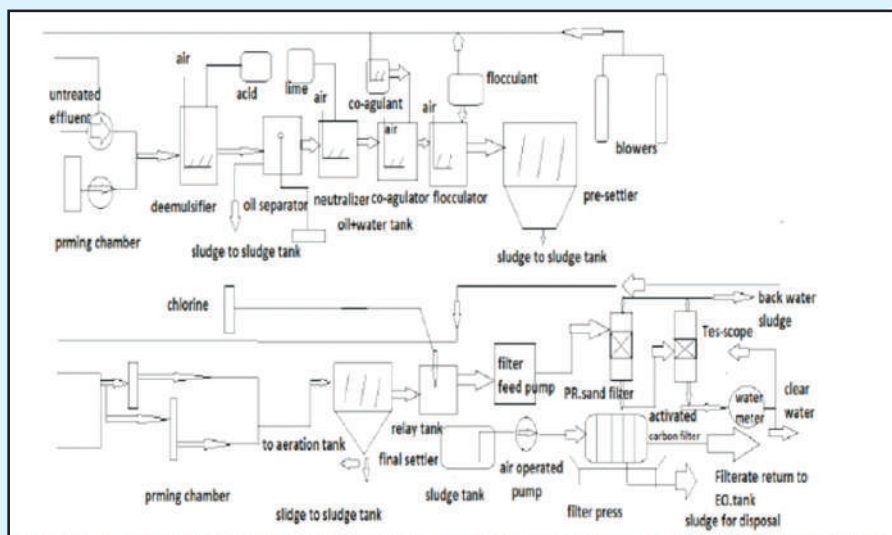 air
acid
lime
air
co-agulant
air
air
flocculant
untreated
effluent
blowers
deemulsifier
oil separator
neutralizer
co-agulator
flocculator
pre-settler
oil+water tank
prming chamber
sludge to sludge tank
sludge to sludge tank
chlorine
back water
sludge
Tes-scope
filter
feed pump
PR.sand filter
activated
carbon filter
water
meter
clear
water
to aeration tank
relay tank
final settler
sludge tank
air operated
pump
prming chamber
slidge to sludge tank
filter press
Filterate return to
EQ.tank
sludge for disposal